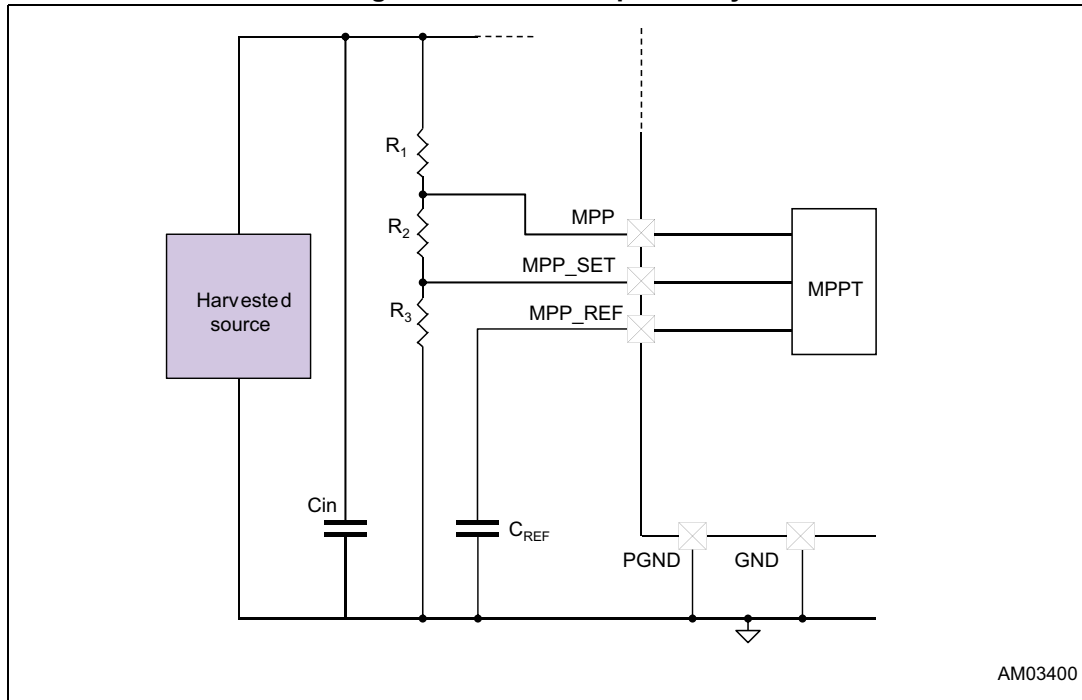 R1
R2
R3
MPP
MPP_SET
MPP_REF
MPPT
Harvested
source
Cin
CREF
PGND
GND
AM03400